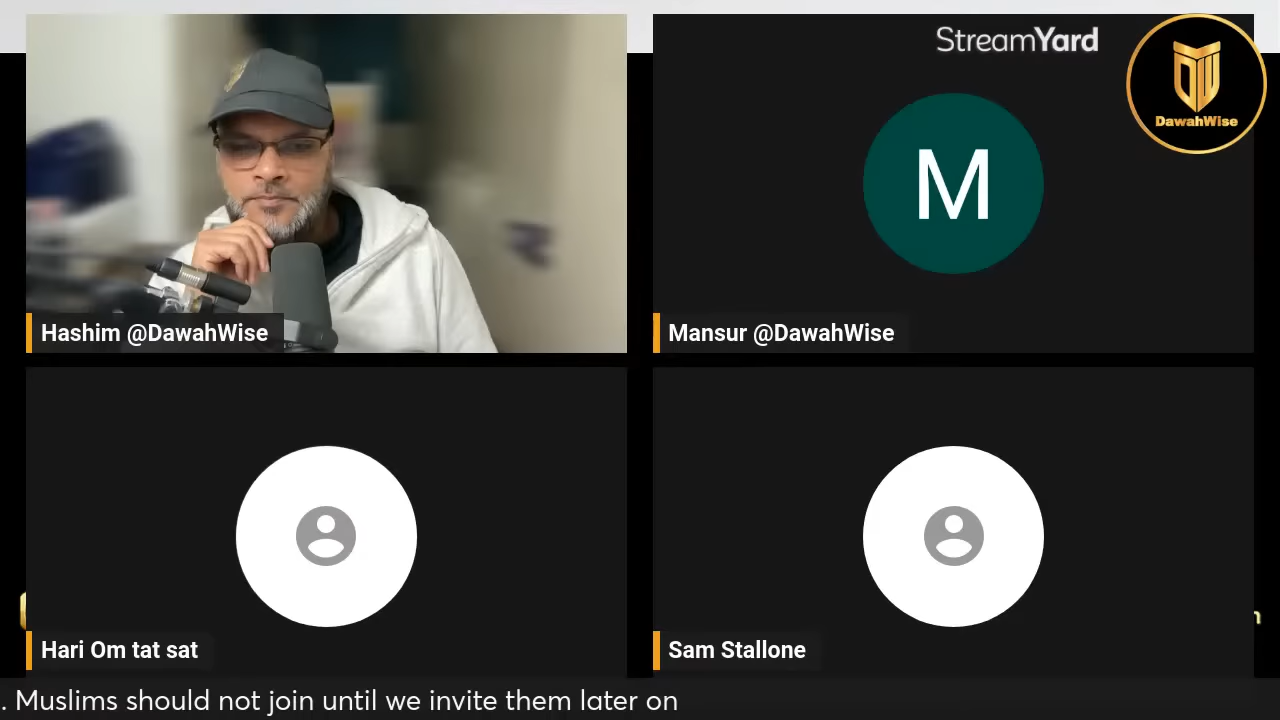 StreamYard
DW
DawahWise
M
Hashim @DawahWise
Mansur @DawahWise
Hari Om tat sat
Sam Stallone
. Muslims should not join until we invite them later on